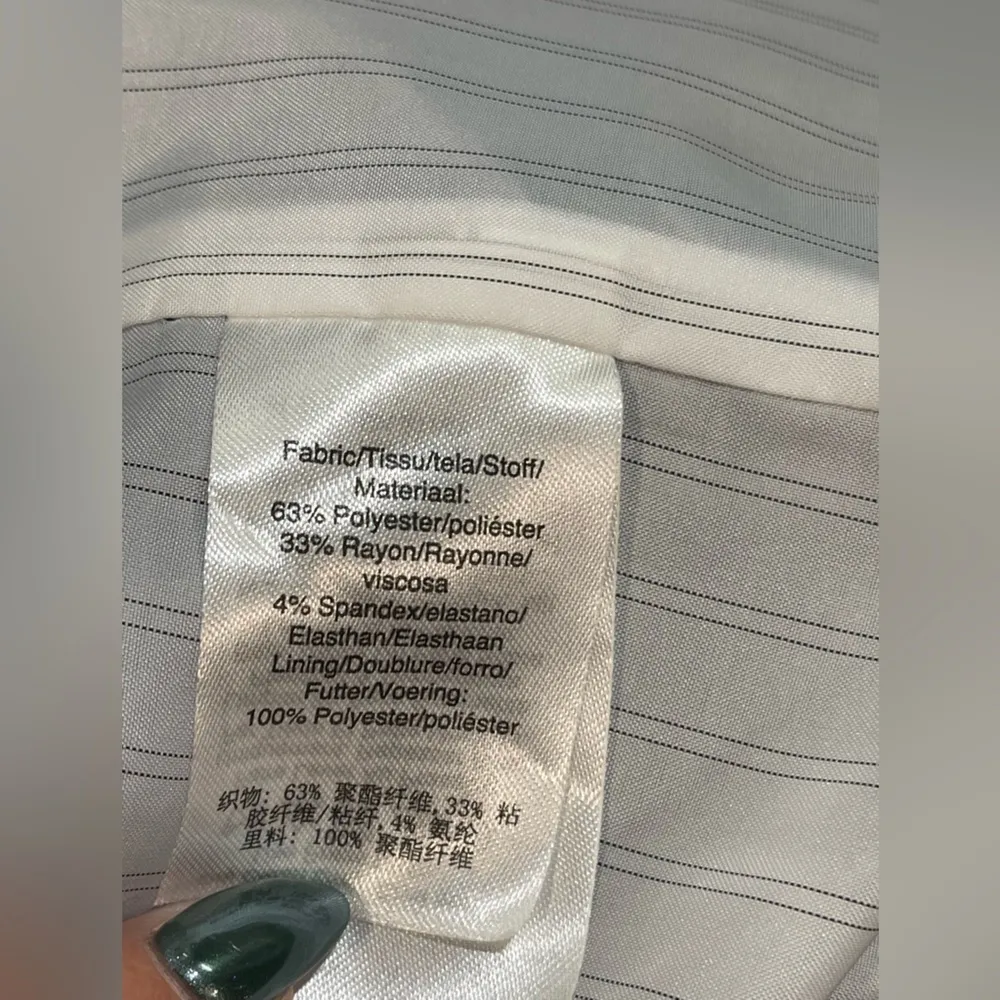 Fabric/Tissu/tela/Stoff/
Materiaal:
63% Polyester/poliéster
33% Rayon/Rayonne/
viscosa
4% Spandex/elastano/
Elasthan/Elasthaan
Lining/Doublure/forro/
Futter/Voering:
100% Polyester/poliéster
织物: 63% 聚酯纤维, 33% 粘
胶纤维/粘纤, 4% 氨纶
里料: 100% 聚酯纤维